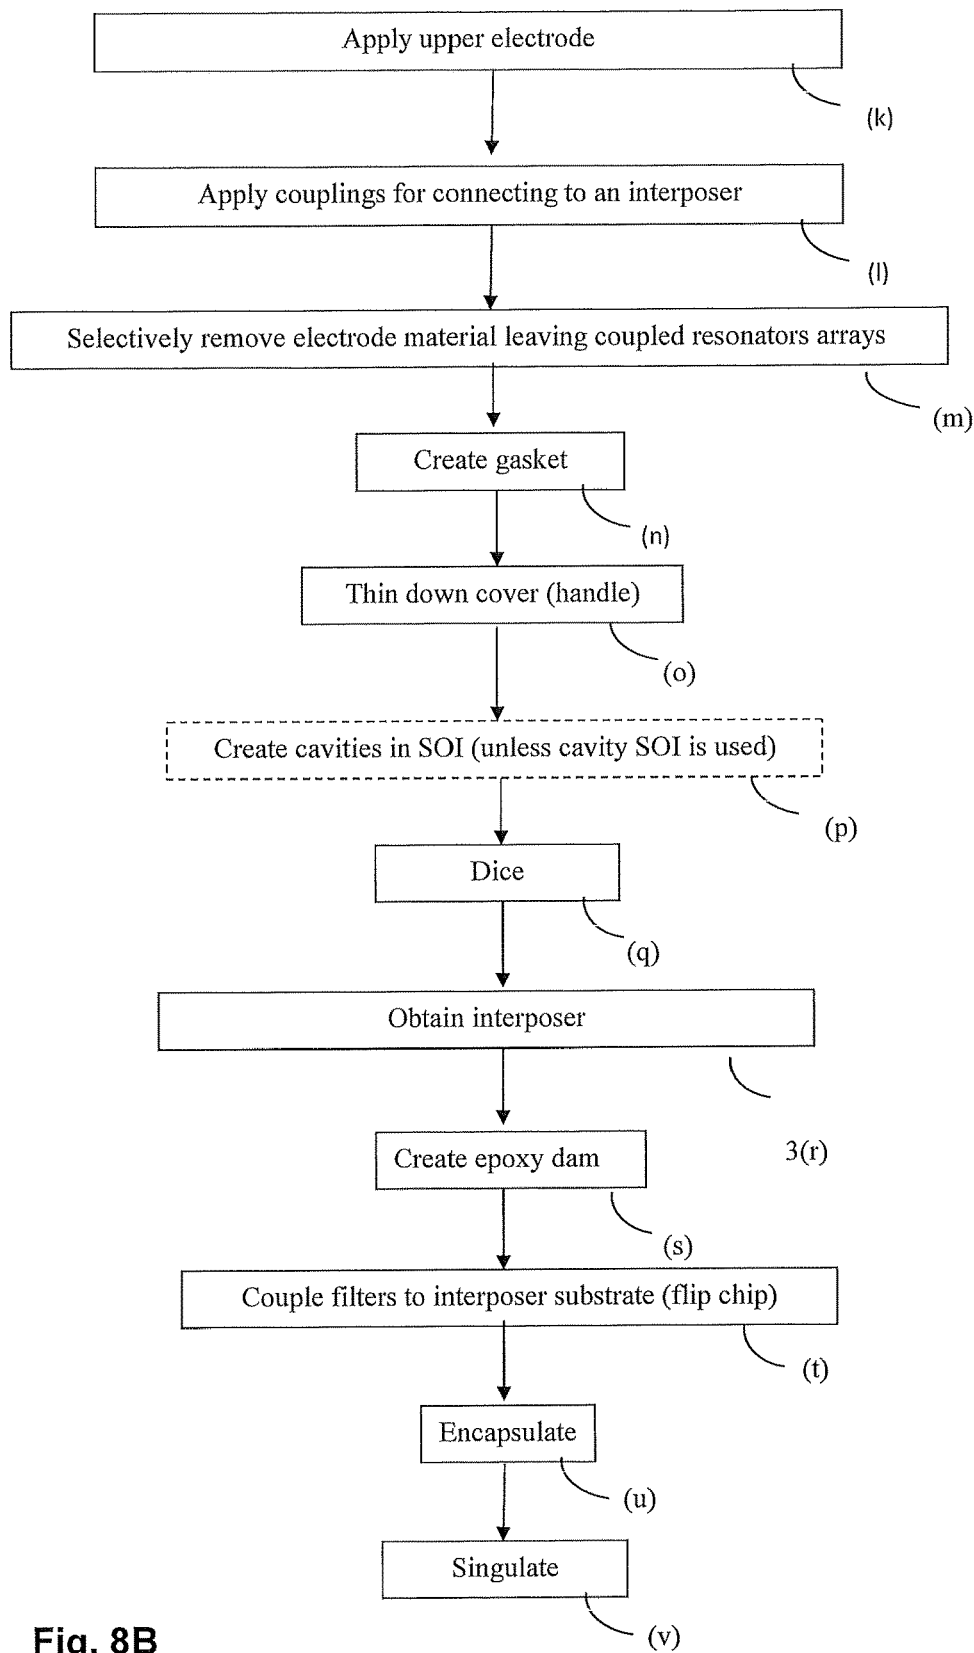 Apply upper electrode
(k)
Apply couplings for connecting to an interposer
(l)
Selectively remove electrode material leaving coupled resonators arrays
(m)
Create gasket
(n)
Thin down cover (handle)
(o)
Create cavities in SOI (unless cavity SOI is used)
(p)
Dice
(q)
Obtain interposer
3(r)
Create epoxy dam
(s)
Couple filters to interposer substrate (flip chip)
(t)
Encapsulate
(u)
Singulate
(v)
Fig. 8B